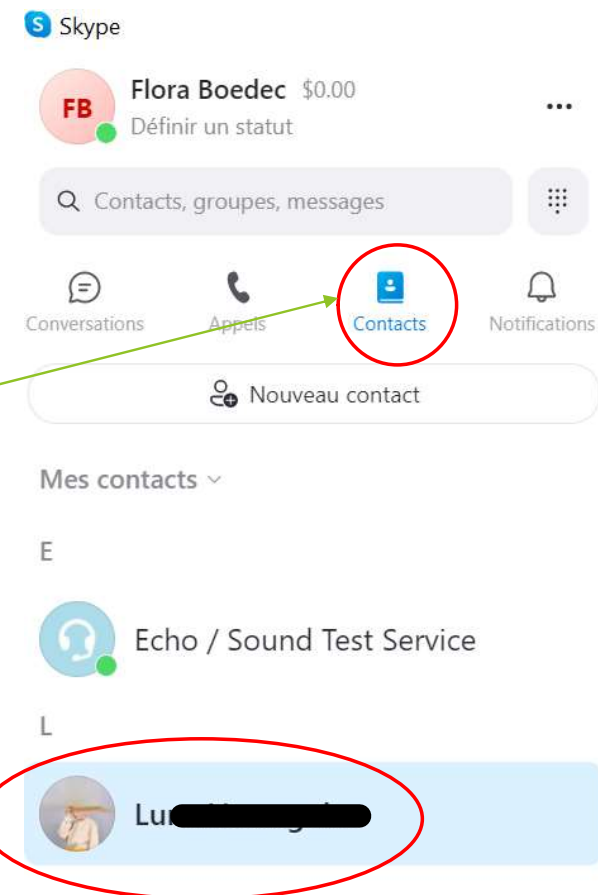 Skype
FB
Flora Boedec $0.00
Définir un statut
Contacts, groupes, messages
Conversations Appels Contacts Notifications
Nouveau contact
Mes contacts
E
Echo / Sound Test Service
L